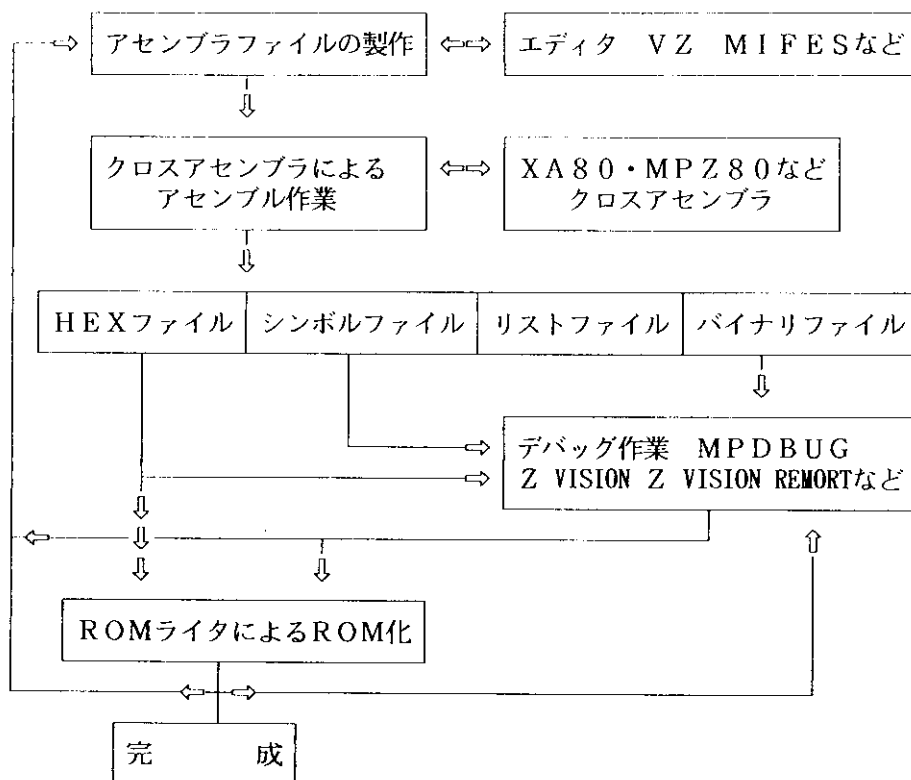 アセンブラファイルの製作
エディタ ＶＺ ＭＩＦＥＳなど
クロスアセンブラによる
アセンブル作業
ＸＡ８０・ＭＰＺ８０など
クロスアセンブラ
ＨＥＸファイル
シンボルファイル
リストファイル
バイナリファイル
デバッグ作業 ＭＰＤＢＵＧ
Z VISION Z VISION REMORTなど
ＲＯＭライタによるＲＯＭ化
完 成